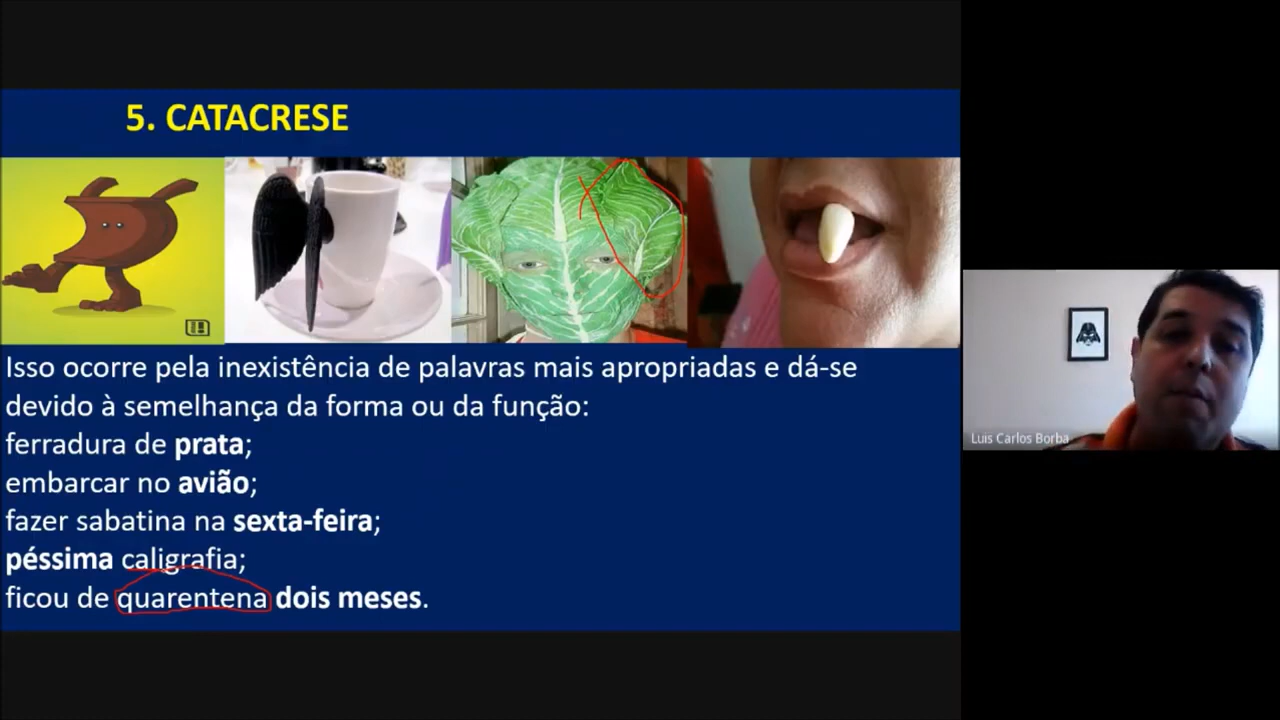 5. CATACRESE
Isso ocorre pela inexistência de palavras mais apropriadas e dá-se
devido à semelhança da forma ou da função:
ferradura de prata;
embarcar no avião;
fazer sabatina na sexta-feira;
péssima caligrafia;
ficou de quarentena dois meses.
Luis Carlos Borba